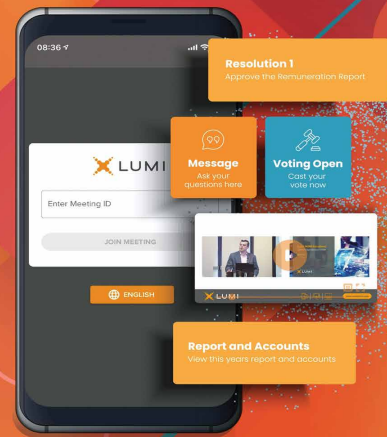 08:36
Resolution 1
Approve the Remuneration Report
LUMI
Message
Ask your
questions here
Voting Open
Cast your
vote now
Enter Meeting ID
JOIN MEETING
LUMI
ENGLISH
Report and Accounts
View this years report and accounts